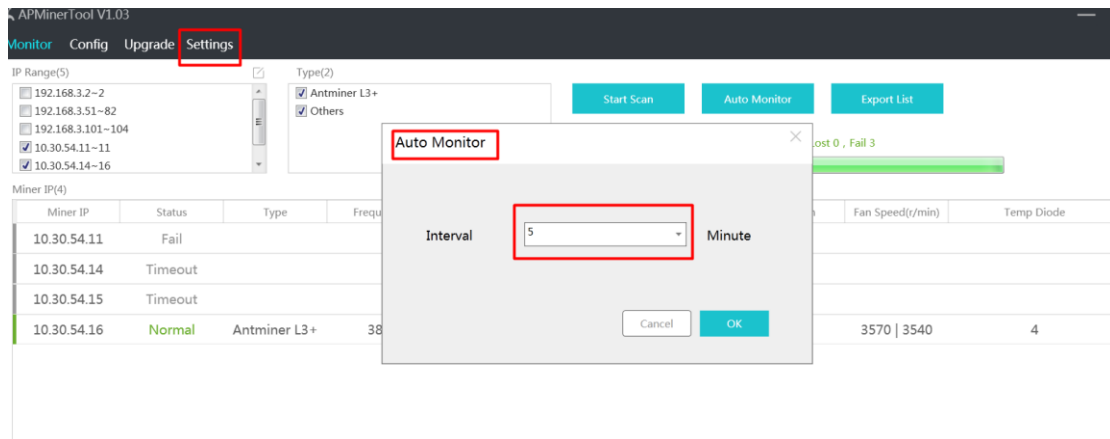 APMinerTool V1.03
Monitor Config Upgrade Settings
IP Range(5) Type(2)
192.168.3.2~2
192.168.3.51~82
192.168.3.101~104
10.30.54.11~11
10.30.54.14~16
Antminer L3+
Others
Start Scan Auto Monitor Export List
Lost 0 , Fail 3
Auto Monitor
Interval 5 Minute
Cancel OK
Miner IP(4)
Miner IP Status Type Frequ Fan Speed(r/min) Temp Diode
10.30.54.11 Fail
10.30.54.14 Timeout
10.30.54.15 Timeout
10.30.54.16 Normal Antminer L3+ 38 3570 | 3540 4